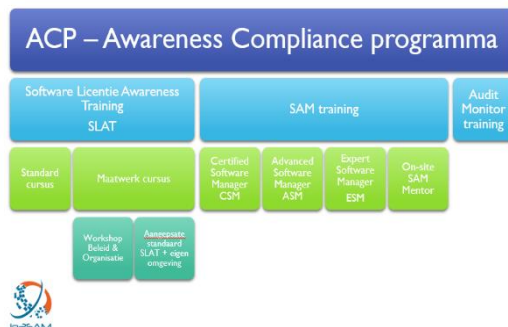 ACP – Awareness Compliance programma
Software Licentie Awareness
Training
SLAT
SAM training
Audit
Monitor
training
Standard
cursus
Maatwerk cursus
Certified
Software
Manager
CSM
Advanced
Software
Manager
ASM
Expert
Software
Manager
ESM
On-site
SAM
Mentor
Workshop
Beleid &
Organisatie
Aangepaste
standaard
SLAT + eigen
omgeving